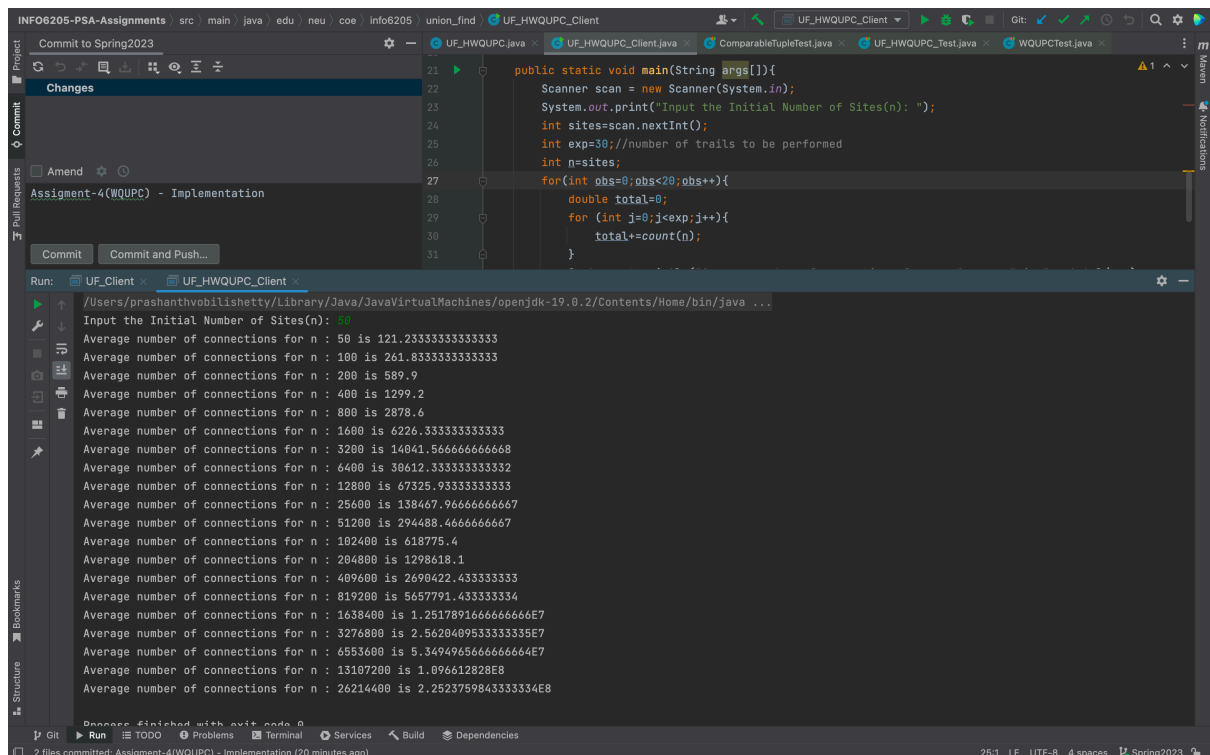 INFO6205-PSA-Assignments 〉 src 〉 main 〉 java 〉 edu 〉 neu 〉 coe 〉 info6205 〉 union_find 〉 UF_HWQUPC_Client
UF_HWQUPC_Client
Git:
Commit to Spring2023
UF_HWQUPC.java
UF_HWQUPC_Client.java
ComparableTupleTest.java
UF_HWQUPC_Test.java
WQUPCTest.java
Project
Commit
Pull Requests
Bookmarks
Structure
Maven
Notifications
Changes
Amend
Assigment-4(WQUPC) - Implementation
Commit
Commit and Push...
1
21 public static void main(String args[]){
22 Scanner scan = new Scanner(System.in);
23 System.out.print("Input the Initial Number of Sites(n): ");
24 int sites=scan.nextInt();
25 int exp=30;//number of trails to be performed
26 int n=sites;
27 for(int obs=0;obs<20;obs++){
28 double total=0;
29 for (int j=0;j<exp;j++){
30 total+=count(n);
31 }
Run: UF_Client UF_HWQUPC_Client
/Users/prashanthvobilishetty/Library/Java/JavaVirtualMachines/openjdk-19.0.2/Contents/Home/bin/java ...
Input the Initial Number of Sites(n): 50
Average number of connections for n : 50 is 121.23333333333333
Average number of connections for n : 100 is 261.8333333333333
Average number of connections for n : 200 is 589.9
Average number of connections for n : 400 is 1299.2
Average number of connections for n : 800 is 2878.6
Average number of connections for n : 1600 is 6226.333333333333
Average number of connections for n : 3200 is 14041.566666666668
Average number of connections for n : 6400 is 30612.333333333332
Average number of connections for n : 12800 is 67325.93333333333
Average number of connections for n : 25600 is 138467.96666666667
Average number of connections for n : 51200 is 294488.4666666667
Average number of connections for n : 102400 is 618775.4
Average number of connections for n : 204800 is 1298618.1
Average number of connections for n : 409600 is 2690422.433333333
Average number of connections for n : 819200 is 5657791.433333334
Average number of connections for n : 1638400 is 1.2517891666666666E7
Average number of connections for n : 3276800 is 2.5620409533333335E7
Average number of connections for n : 6553600 is 5.3494965666666664E7
Average number of connections for n : 13107200 is 1.096612828E8
Average number of connections for n : 26214400 is 2.2523759843333334E8
Process finished with exit code 0
Git Run TODO Problems Terminal Services Build Dependencies
2 files committed: Assigment-4(WQUPC) - Implementation (20 minutes ago)
25:1 LF UTF-8 4 spaces Spring2023